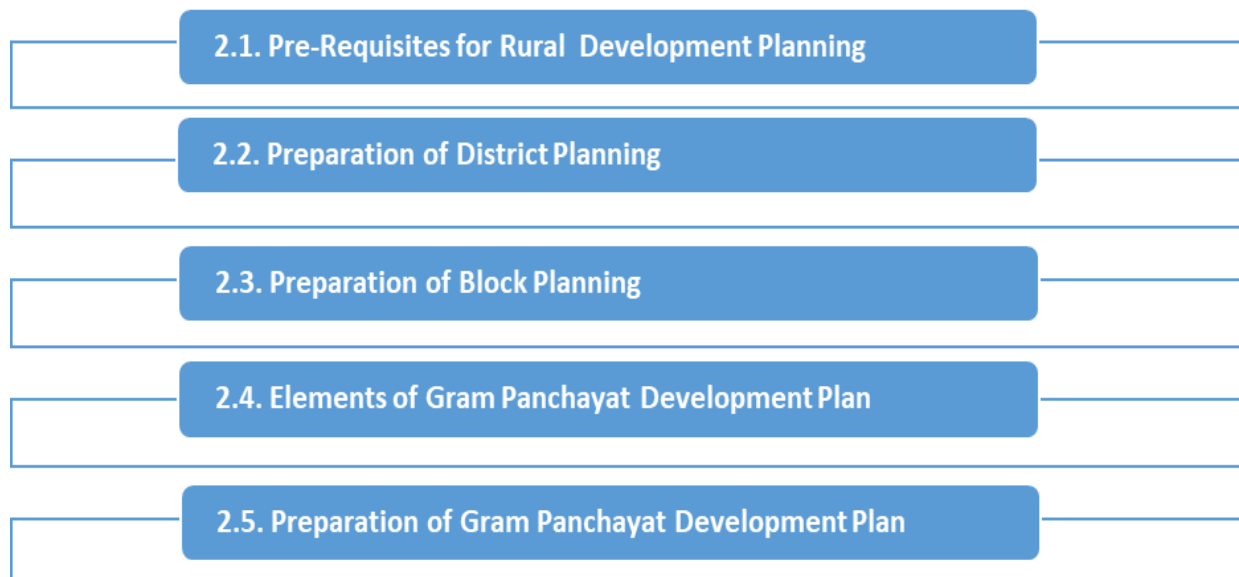 2.1. Pre-Requisites for Rural Development Planning
2.2. Preparation of District Planning
2.3. Preparation of Block Planning
2.4. Elements of Gram Panchayat Development Plan
2.5. Preparation of Gram Panchayat Development Plan